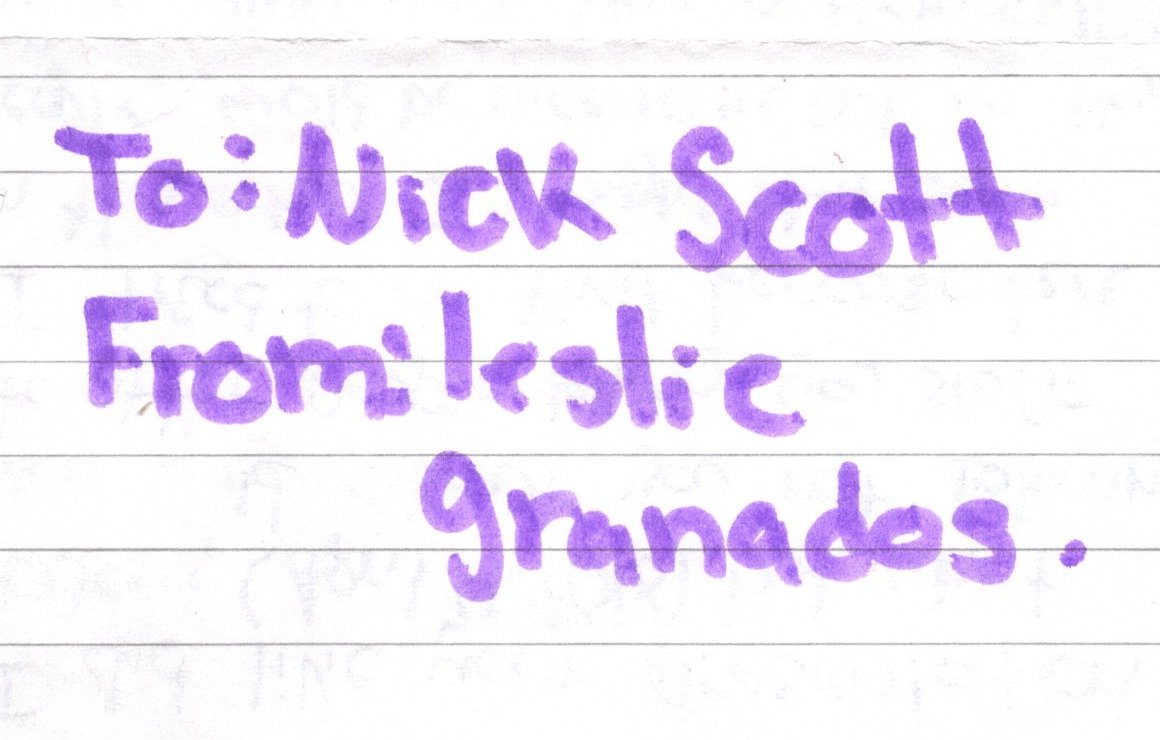 To: Nick Scott
From: leslie
granados.